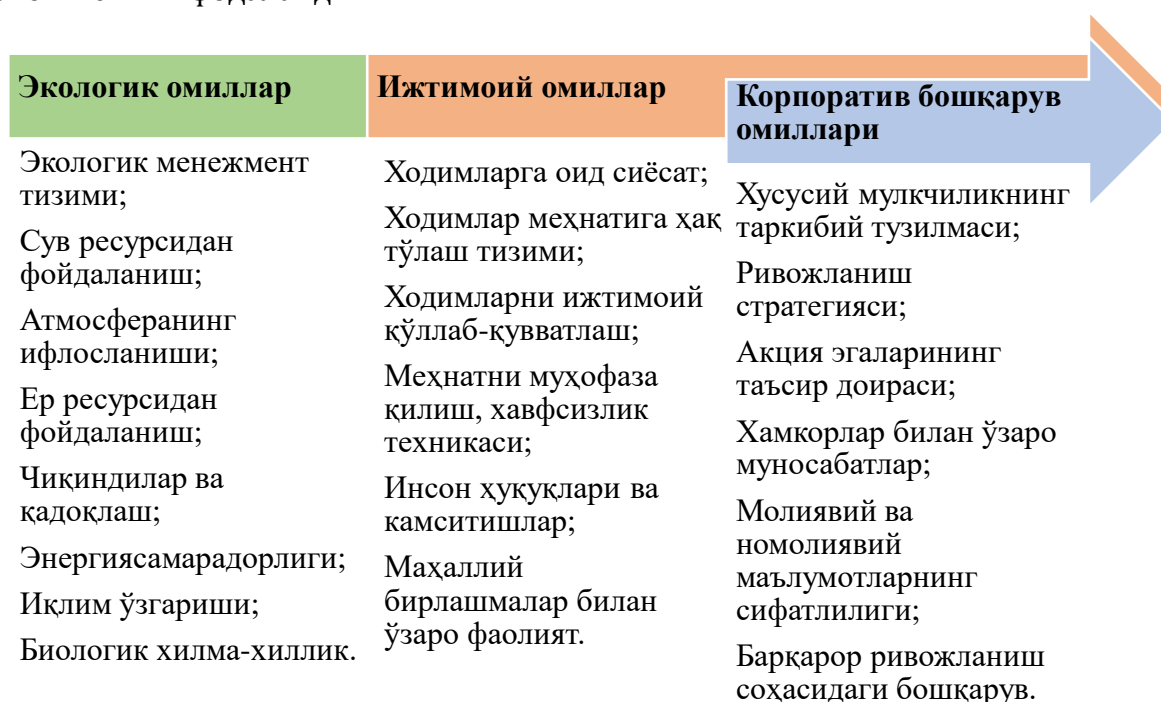 Экологик омиллар
Экологик менежмент
тизими;
Сув ресурсидан
фойдаланиш;
Атмосферанинг
ифлосланиши;
Ер ресурсидан
фойдаланиш;
Чиқиндилар ва
қадоқлаш;
Энергиясамарадорлиги;
Иқлим ўзгариши;
Биологик хилма-хиллик.
Ижтимоий омиллар
Ходимларга оид сиёсат;
Ходимлар меҳнатига ҳақ
тўлаш тизими;
Ходимларни ижтимоий
қўллаб-қувватлаш;
Меҳнатни муҳофаза
қилиш, хавфсизлик
техникаси;
Инсон ҳуқуқлари ва
камситишлар;
Маҳаллий
бирлашмалар билан
ўзаро фаолият.
Корпоратив бошқарув
омиллари
Хусусий мулкчиликнинг
таркибий тузилмаси;
Ривожланиш
стратегияси;
Акция эгаларининг
таъсир доираси;
Хамкорлар билан ўзаро
муносабатлар;
Молиявий ва
номолиявий
маълумотларнинг
сифатлилиги;
Барқарор ривожланиш
соҳасидаги бошқарув.